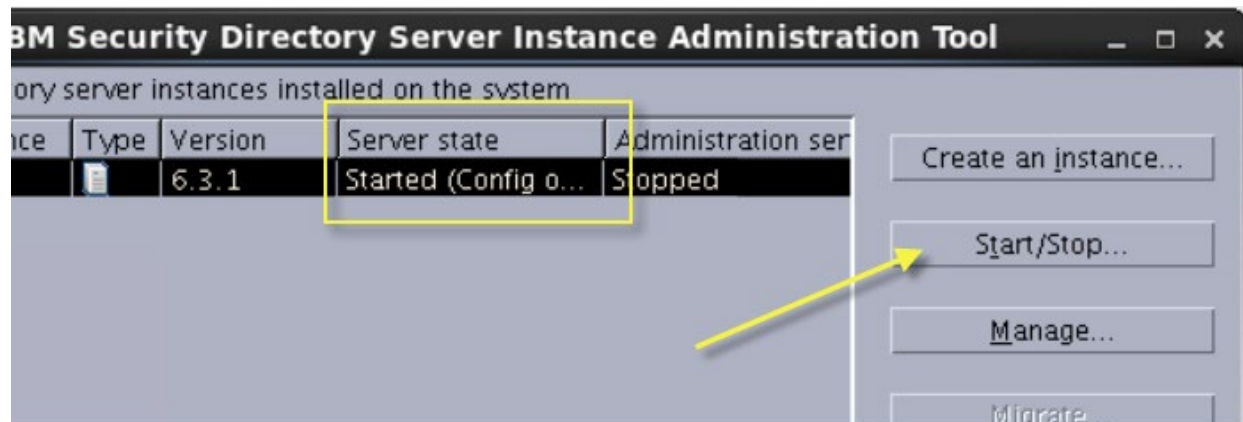 BM Security Directory Server Instance Administration Tool
ory server instances installed on the system
nce Type Version Server state Administration ser
6.3.1 Started (Config o... Stopped
Create an instance...
Start/Stop...
Manage...
Migrate...